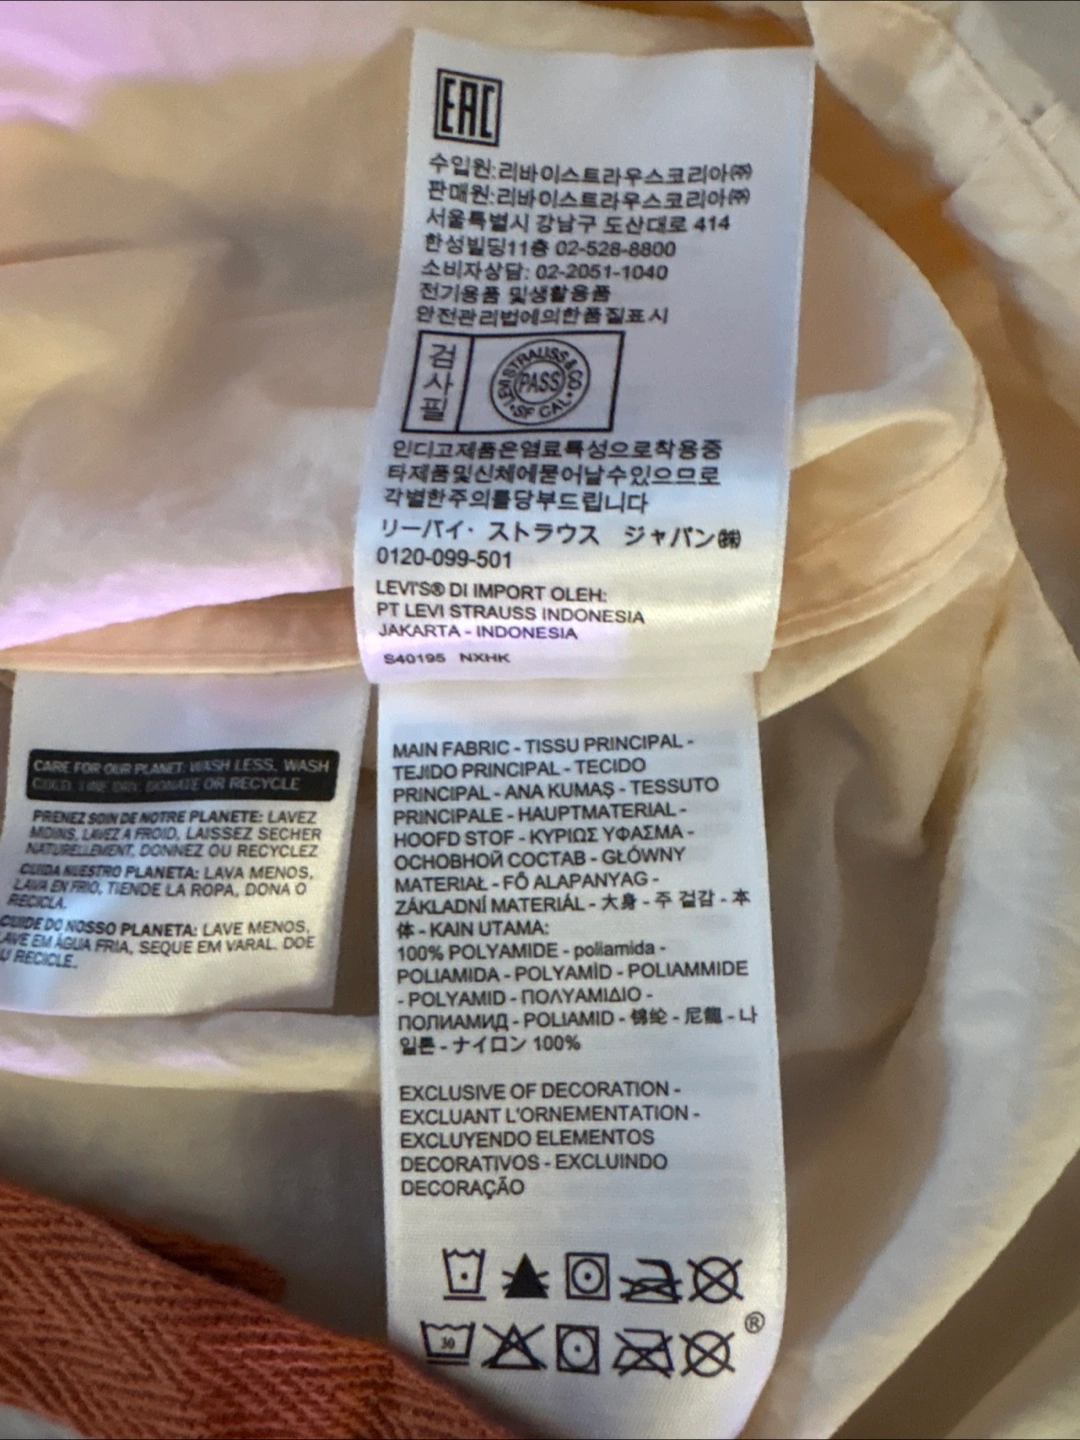 EAC
수입원:리바이스트라우스코리아㈜
판매원:리바이스트라우스코리아㈜
서울특별시 강남구 도산대로 414
한성빌딩11층 02-528-8800
소비자상담: 02-2051-1040
전기용품 및생활용품
안전관리법에의한품질표시
검사필
LEVI STRAUSS & CO
PASS
SF CAL
인디고제품은염료특성으로착용중
타제품및신체에묻어날수있으므로
각별한주의를당부드립니다
リーバイ· ストラウス ジャパン㈱
0120-099-501
LEVI'S® DI IMPORT OLEH:
PT LEVI STRAUSS INDONESIA
JAKARTA - INDONESIA
S40195 NXHK
CARE FOR OUR PLANET: WASH LESS, WASH
COLD, LINE DRY, DONATE OR RECYCLE
PRENEZ SOIN DE NOTRE PLANETE: LAVEZ
MOINS, LAVEZ A FROID, LAISSEZ SECHER
NATURELLEMENT, DONNEZ OU RECYCLEZ
CUIDA NUESTRO PLANETA: LAVA MENOS,
LAVA EN FRIO, TIENDE LA ROPA, DONA O
RECICLA.
CUIDE DO NOSSO PLANETA: LAVE MENOS,
LAVE EM ÁGUA FRIA, SEQUE EM VARAL. DOE
OU RECICLE.
MAIN FABRIC - TISSU PRINCIPAL -
TEJIDO PRINCIPAL - TECIDO
PRINCIPAL - ANA KUMAŞ - TESSUTO
PRINCIPALE - HAUPTMATERIAL -
HOOFD STOF - ΚΥΡΙΩΣ ΥΦΑΣΜΑ -
ОСНОВНОЙ СОСТАВ - GŁÓWNY
MATERIAŁ - FŐ ALAPANYAG -
ZÁKLADNÍ MATERIÁL - 大身 - 주 겉감 - 本
体 - KAIN UTAMA:
100% POLYAMIDE - poliamida -
POLIAMIDA - POLYAMİD - POLIAMMIDE
- POLYAMID - ΠΟΛΥΑΜΙΔΙΟ -
ПОЛИАМИД - POLIAMID - 锦纶 - 尼龍 - 나
일론 - ナイロン 100%
EXCLUSIVE OF DECORATION -
EXCLUANT L'ORNEMENTATION -
EXCLUYENDO ELEMENTOS
DECORATIVOS - EXCLUINDO
DECORAÇÃO
30
®